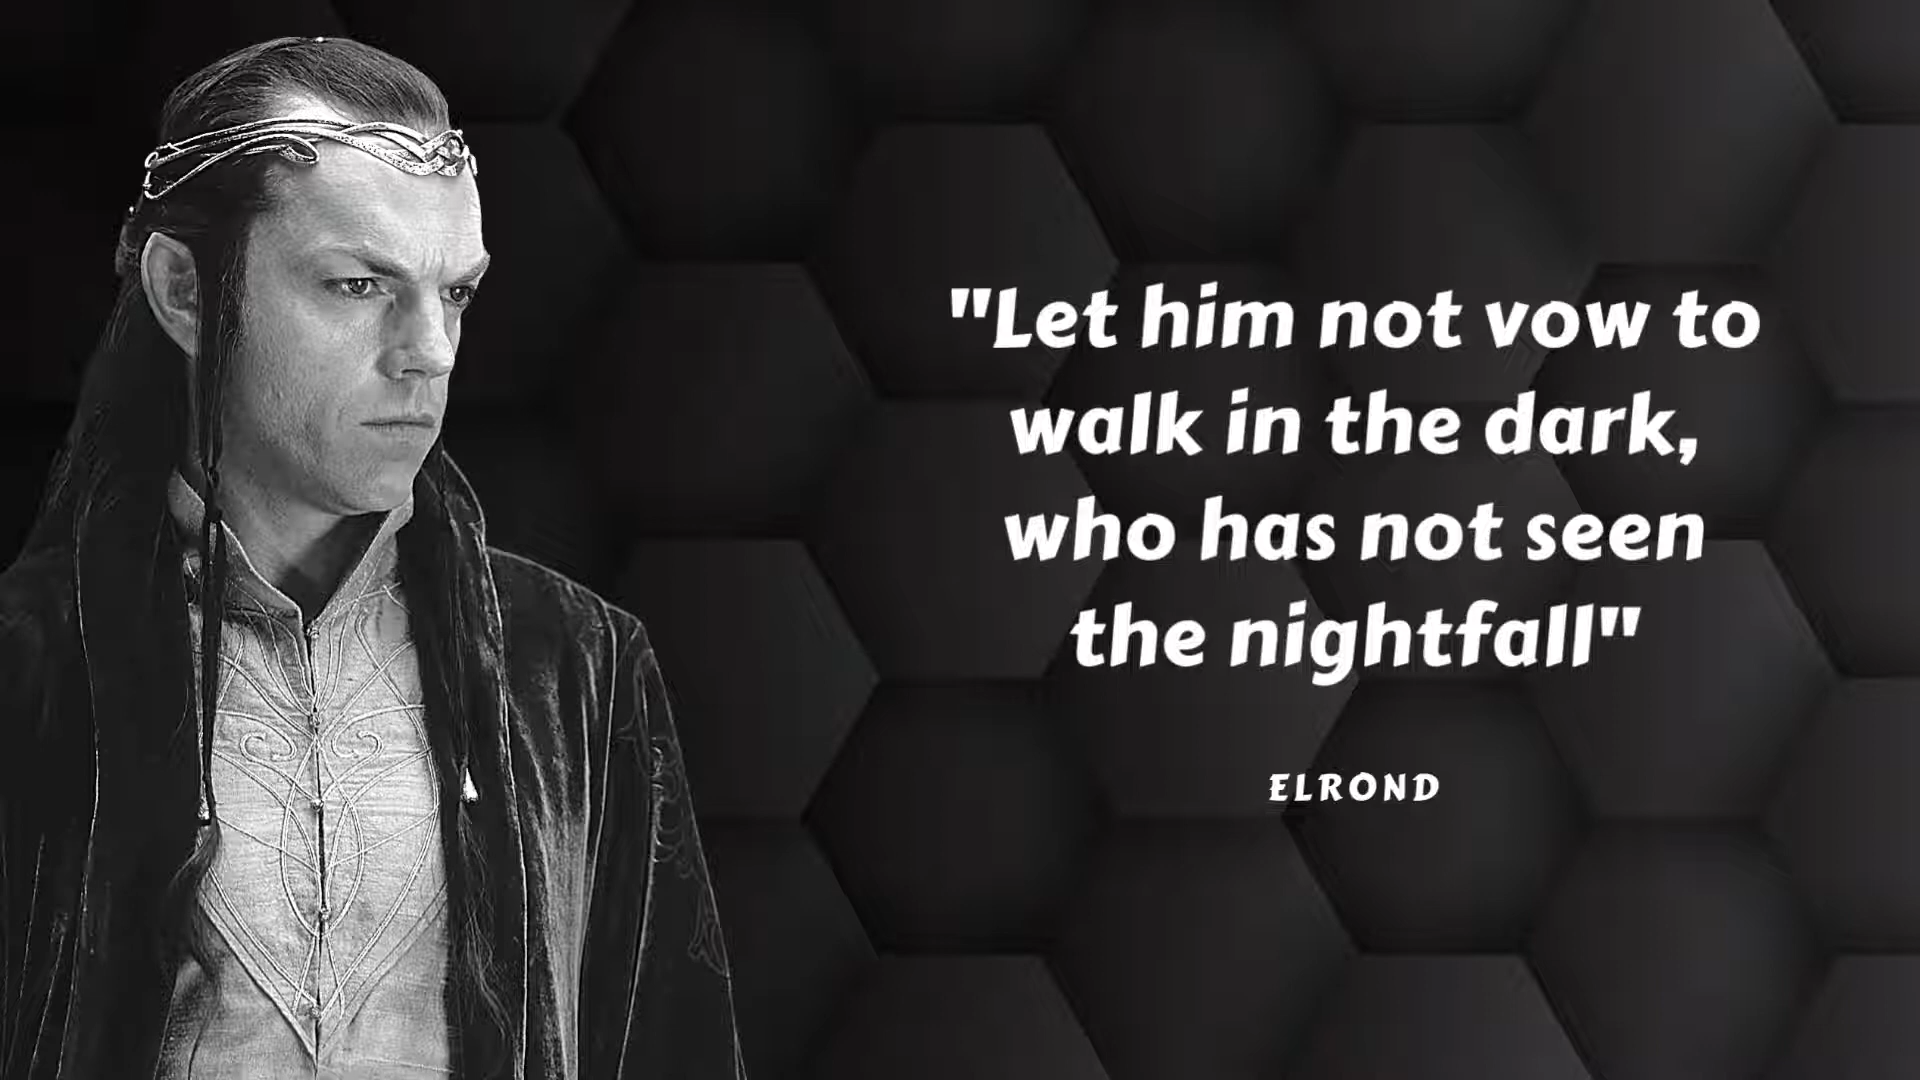 "Let him not vow to
walk in the dark,
who has not seen
the nightfall"
ELROND